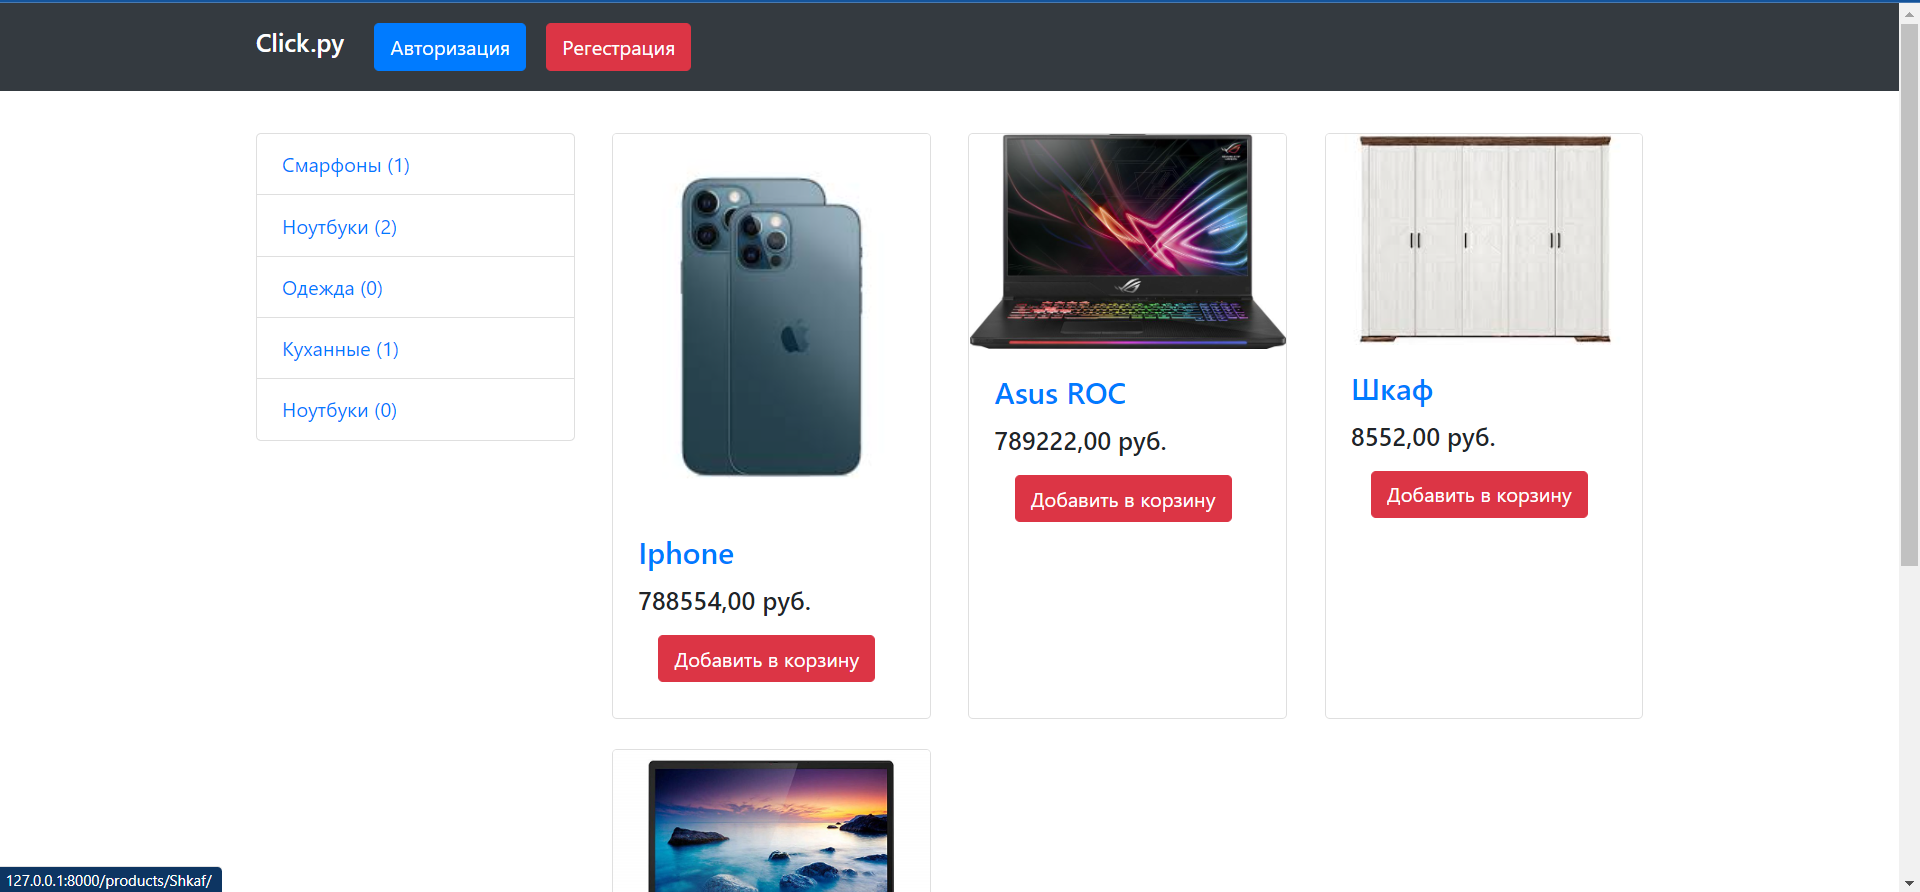 Click.py
Авторизация
Регестрация
Смарфоны (1)
Ноутбуки (2)
Одежда (0)
Куханные (1)
Ноутбуки (0)
Iphone
788554,00 руб.
Добавить в корзину
Asus ROC
789222,00 руб.
Добавить в корзину
Шкаф
8552,00 руб.
Добавить в корзину
127.0.0.1:8000/products/Shkaf/